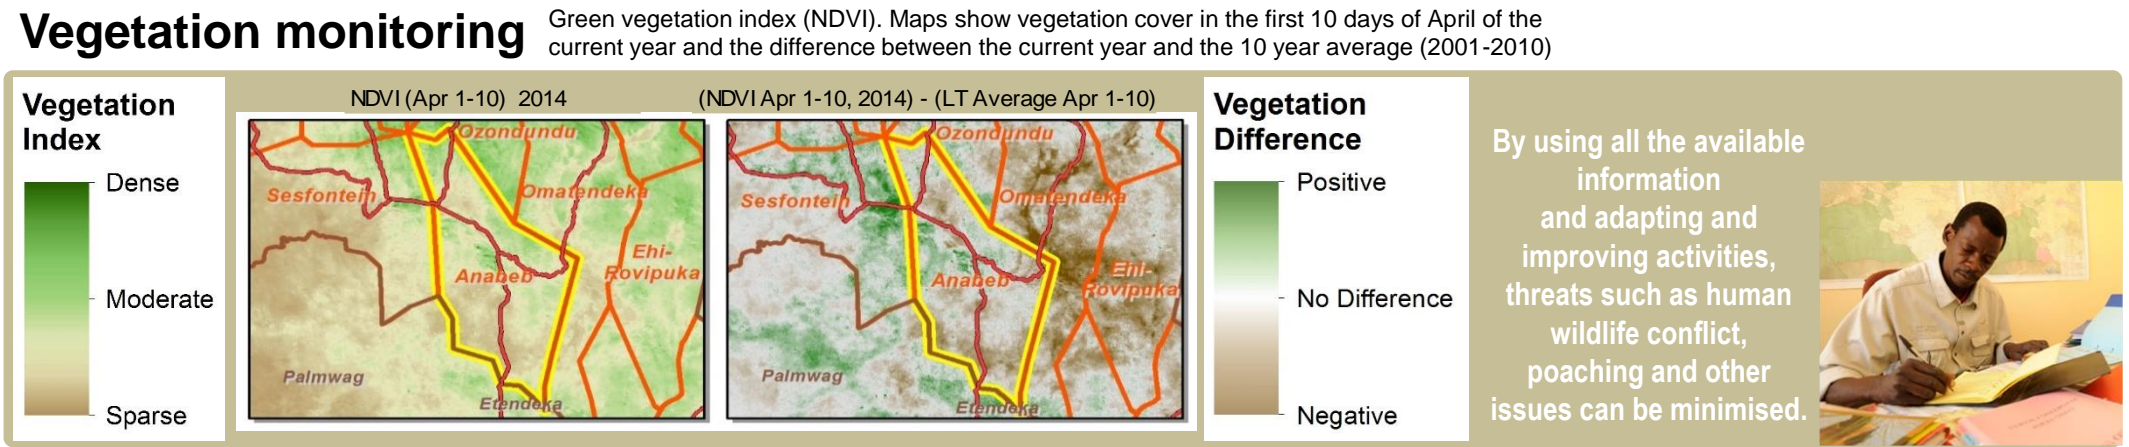 Vegetation monitoring
Green vegetation index (NDVI). Maps show vegetation cover in the first 10 days of April of the
current year and the difference between the current year and the 10 year average (2001-2010)
Vegetation
Index
Dense
Moderate
Sparse
NDVI (Apr 1-10) 2014
Ozondundu
Sesfontein
Omatendeka
Ehi-
Rovipuka
Anabeb
Palmwag
Etendeka
(NDVI Apr 1-10, 2014) - (LT Average Apr 1-10)
Ozondundu
Sesfontein
Omatendeka
Ehi-
Rovipuka
Anabeb
Palmwag
Etendeka
Vegetation
Difference
Positive
No Difference
Negative
By using all the available
information
and adapting and
improving activities,
threats such as human
wildlife conflict,
poaching and other
issues can be minimised.